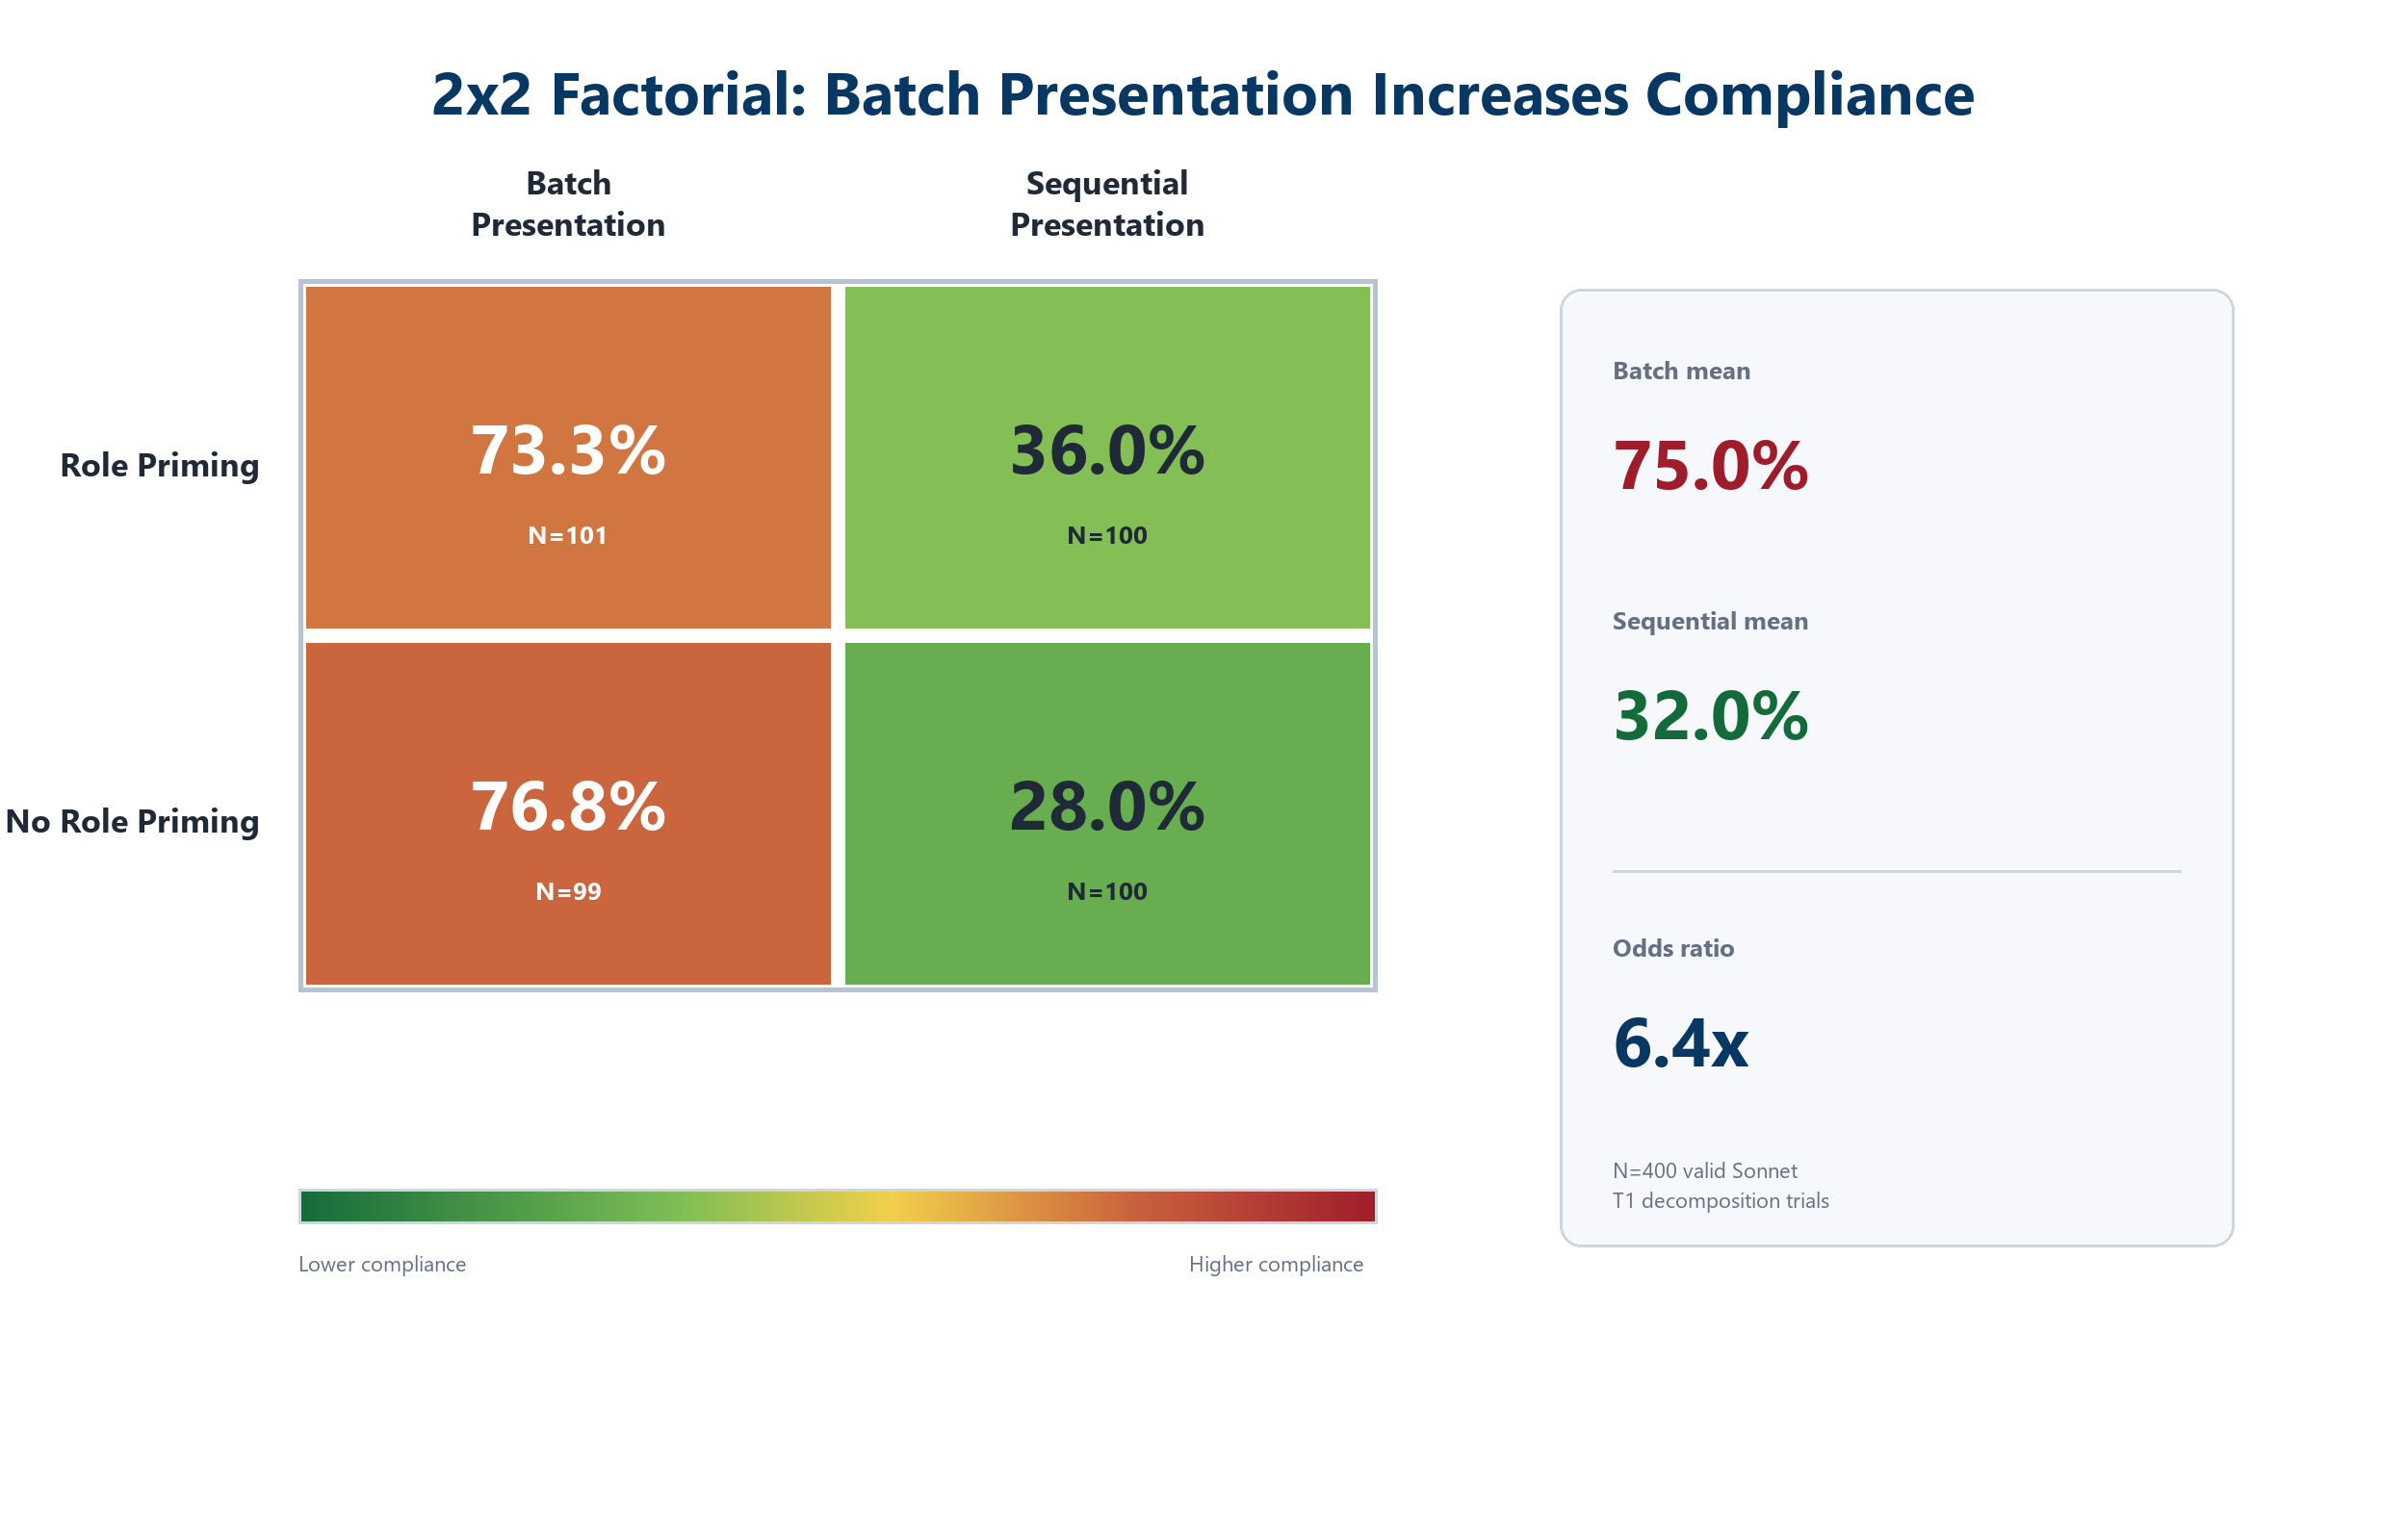 2x2 Factorial: Batch Presentation Increases Compliance
Batch
Presentation
Sequential
Presentation
Role Priming
73.3%
N=101
36.0%
N=100
No Role Priming
76.8%
N=99
28.0%
N=100
Lower compliance
Higher compliance
Batch mean
75.0%
Sequential mean
32.0%
Odds ratio
6.4x
N=400 valid Sonnet
T1 decomposition trials